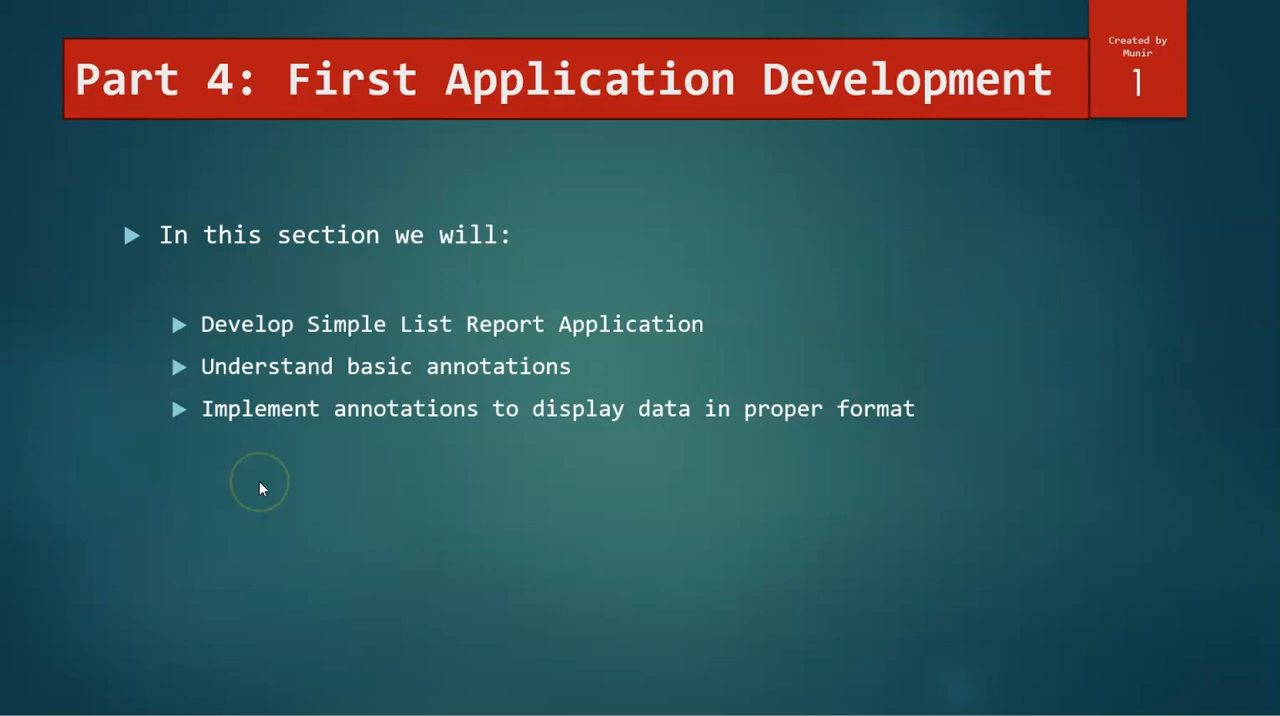 Part 4: First Application Development
Created by
Munir
1
In this section we will:
Develop Simple List Report Application
Understand basic annotations
Implement annotations to display data in proper format